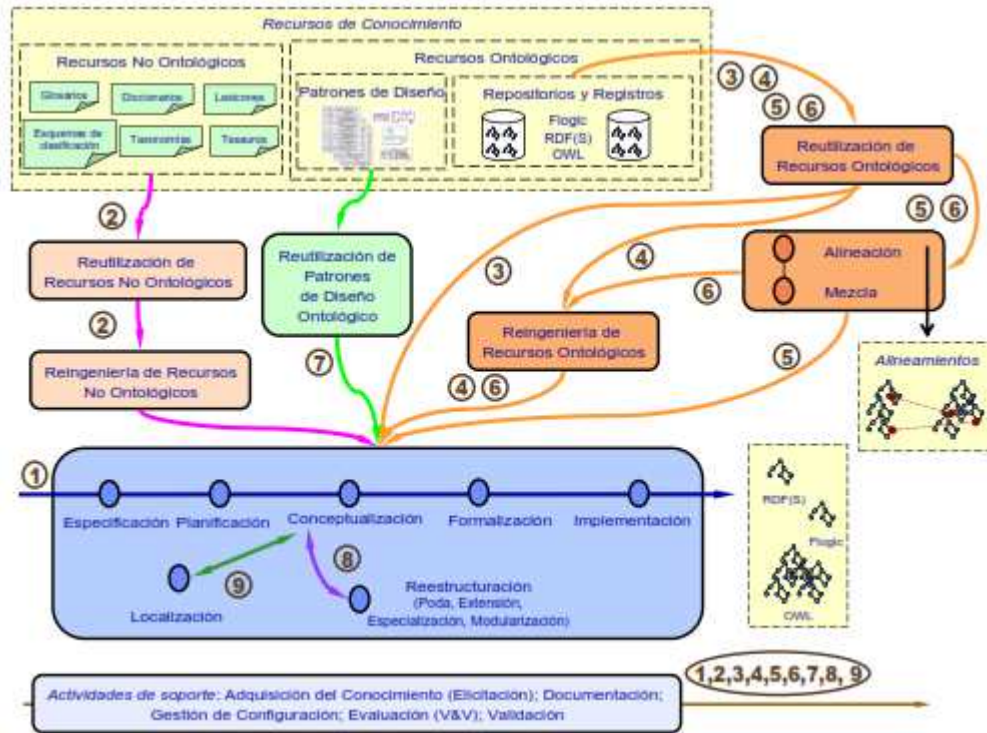 Recursos de Conocimiento
Recursos No Ontológicos
Glosarios
Diccionarios
Lexicones
Esquemas de
clasificación
Taxonomías
Tesauros
Recursos Ontológicos
Patrones de Diseño
Repositorios y Registros
Flogic
RDF(S)
OWL
3 4
5 6
Reutilización de
Recursos Ontológicos
2
5 6
Reutilización de
Recursos No Ontológicos
Reutilización de
Patrones
de Diseño
Ontológico
3
4
Alineación
Mezcla
6
2
7
Reingeniería de
Recursos Ontológicos
5
Reingeniería de Recursos
No Ontológicos
4 6
Alineamientos
1
Especificación
Planificación
Conceptualización
Formalización
Implementación
RDF(S)
Flogic
OWL
9
8
Localización
Reestructuración
(Poda, Extensión,
Especialización, Modularización)
1,2,3,4,5,6,7,8, 9
Actividades de soporte: Adquisición del Conocimiento (Elicitación); Documentación;
Gestión de Configuración; Evaluación (V&V); Validación